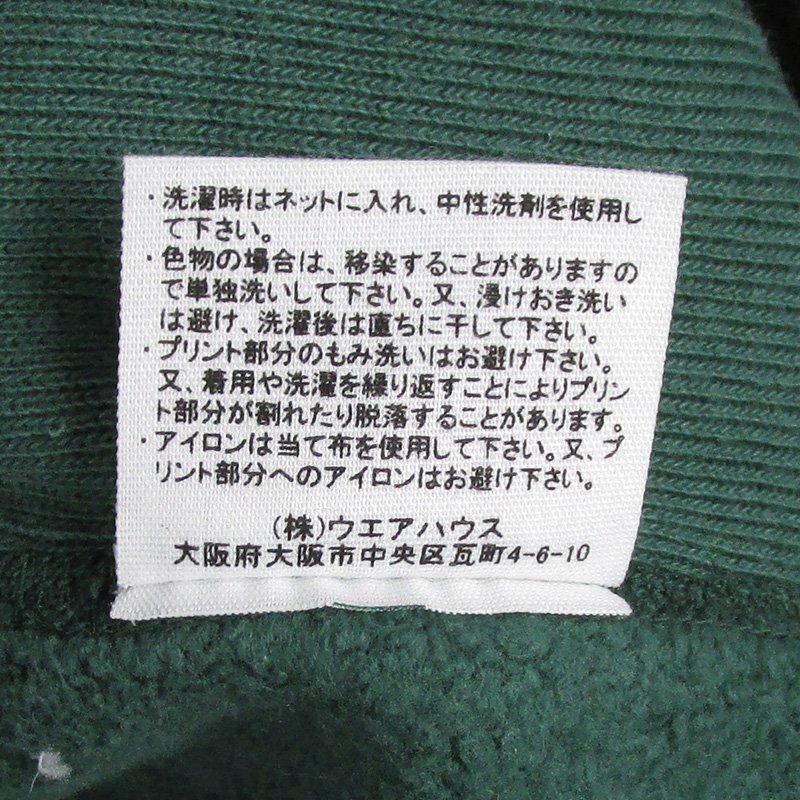 ・洗濯時はネットに入れ、中性洗剤を使用し
て下さい。
・色物の場合は、移染することがありますの
で単独洗いして下さい。又、浸けおき洗い
は避け、洗濯後は直ちに干して下さい。
・プリント部分のもみ洗いはお避け下さい。
又、着用や洗濯を繰り返すことによりプリン
ト部分が割れたり脱落することがあります。
・アイロンは当て布を使用して下さい。又、プ
リント部分へのアイロンはお避け下さい。
(株)ウエアハウス
大阪府大阪市中央区瓦町4-6-10